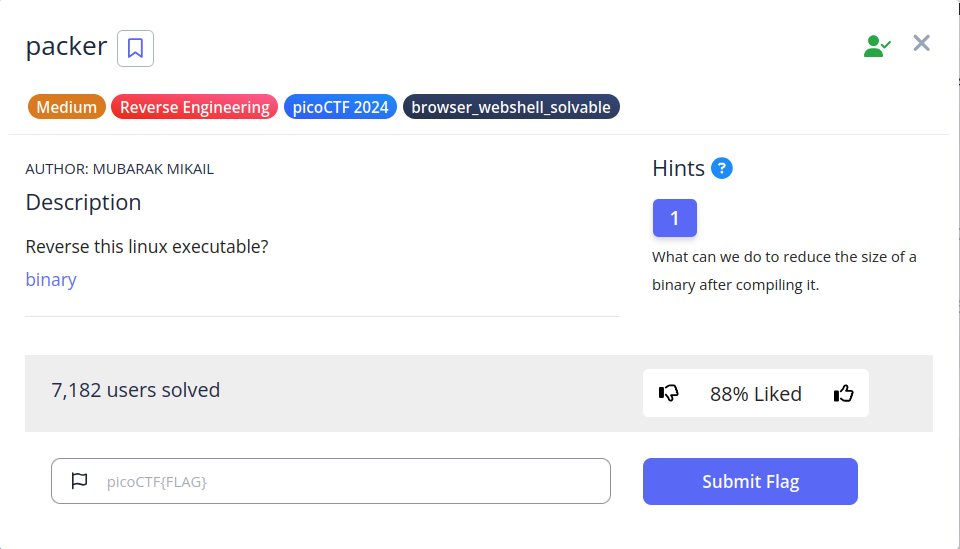 packer
Medium Reverse Engineering picoCTF 2024 browser_webshell_solvable
AUTHOR: MUBARAK MIKAIL
Description
Reverse this linux executable?
binary
Hints ?
1
What can we do to reduce the size of a
binary after compiling it.
7,182 users solved
88% Liked
picoCTF{FLAG}
Submit Flag